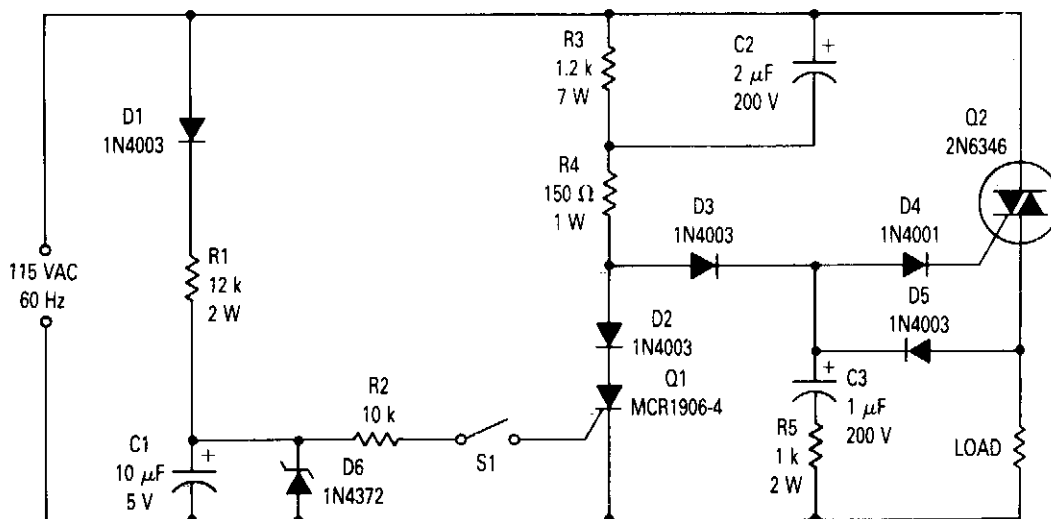 R3
1.2 k
7 W
C2
+
2 μF
200 V
D1
1N4003
Q2
2N6346
R4
150 Ω
1 W
D3
1N4003
D4
1N4001
115 VAC
60 Hz
R1
12 k
2 W
D5
1N4003
D2
1N4003
R2
10 k
Q1
MCR1906-4
+
C3
1 μF
200 V
S1
C1
10 μF
5 V
+
D6
1N4372
R5
1 k
2 W
LOAD